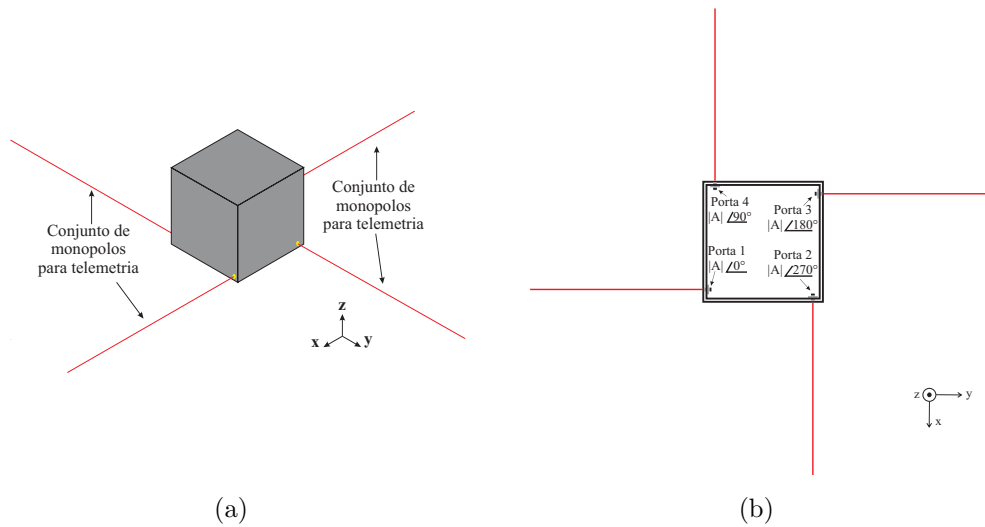 Conjunto de
monopolos
para telemetria
Conjunto de
monopolos
para telemetria
z
x
y
(a)
Porta 4
|A| ∠90°
Porta 3
|A| ∠180°
Porta 1
|A| ∠0°
Porta 2
|A| ∠270°
z
y
x
(b)